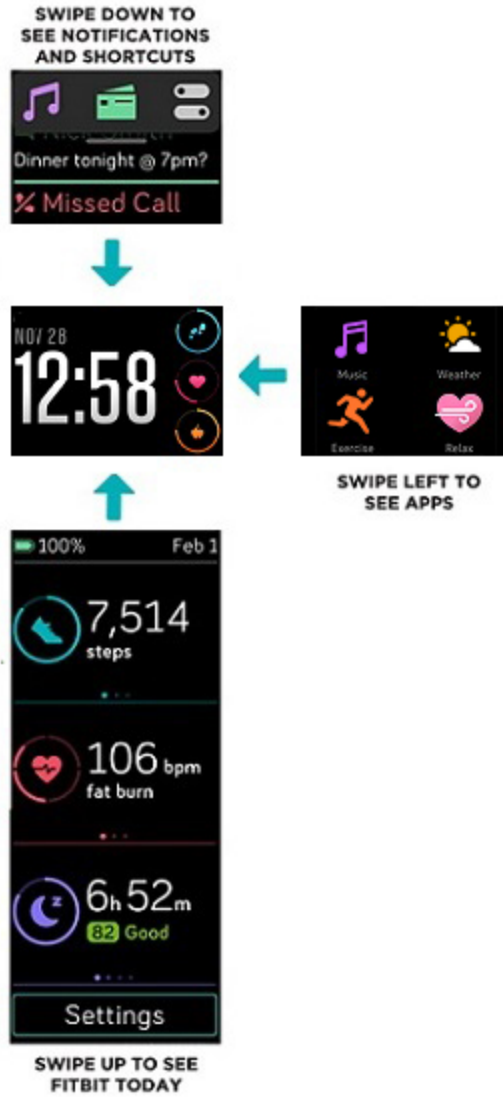 SWIPE DOWN TO
SEE NOTIFICATIONS
AND SHORTCUTS
Dinner tonight @ 7pm?
Missed Call
NOV 28
12:58
Music
Weather
Exercise
Relax
SWIPE LEFT TO
SEE APPS
100% Feb 1
7,514
steps
106 bpm
fat burn
6h 52m
82 Good
Settings
SWIPE UP TO SEE
FITBIT TODAY